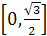 [0, √3/2]